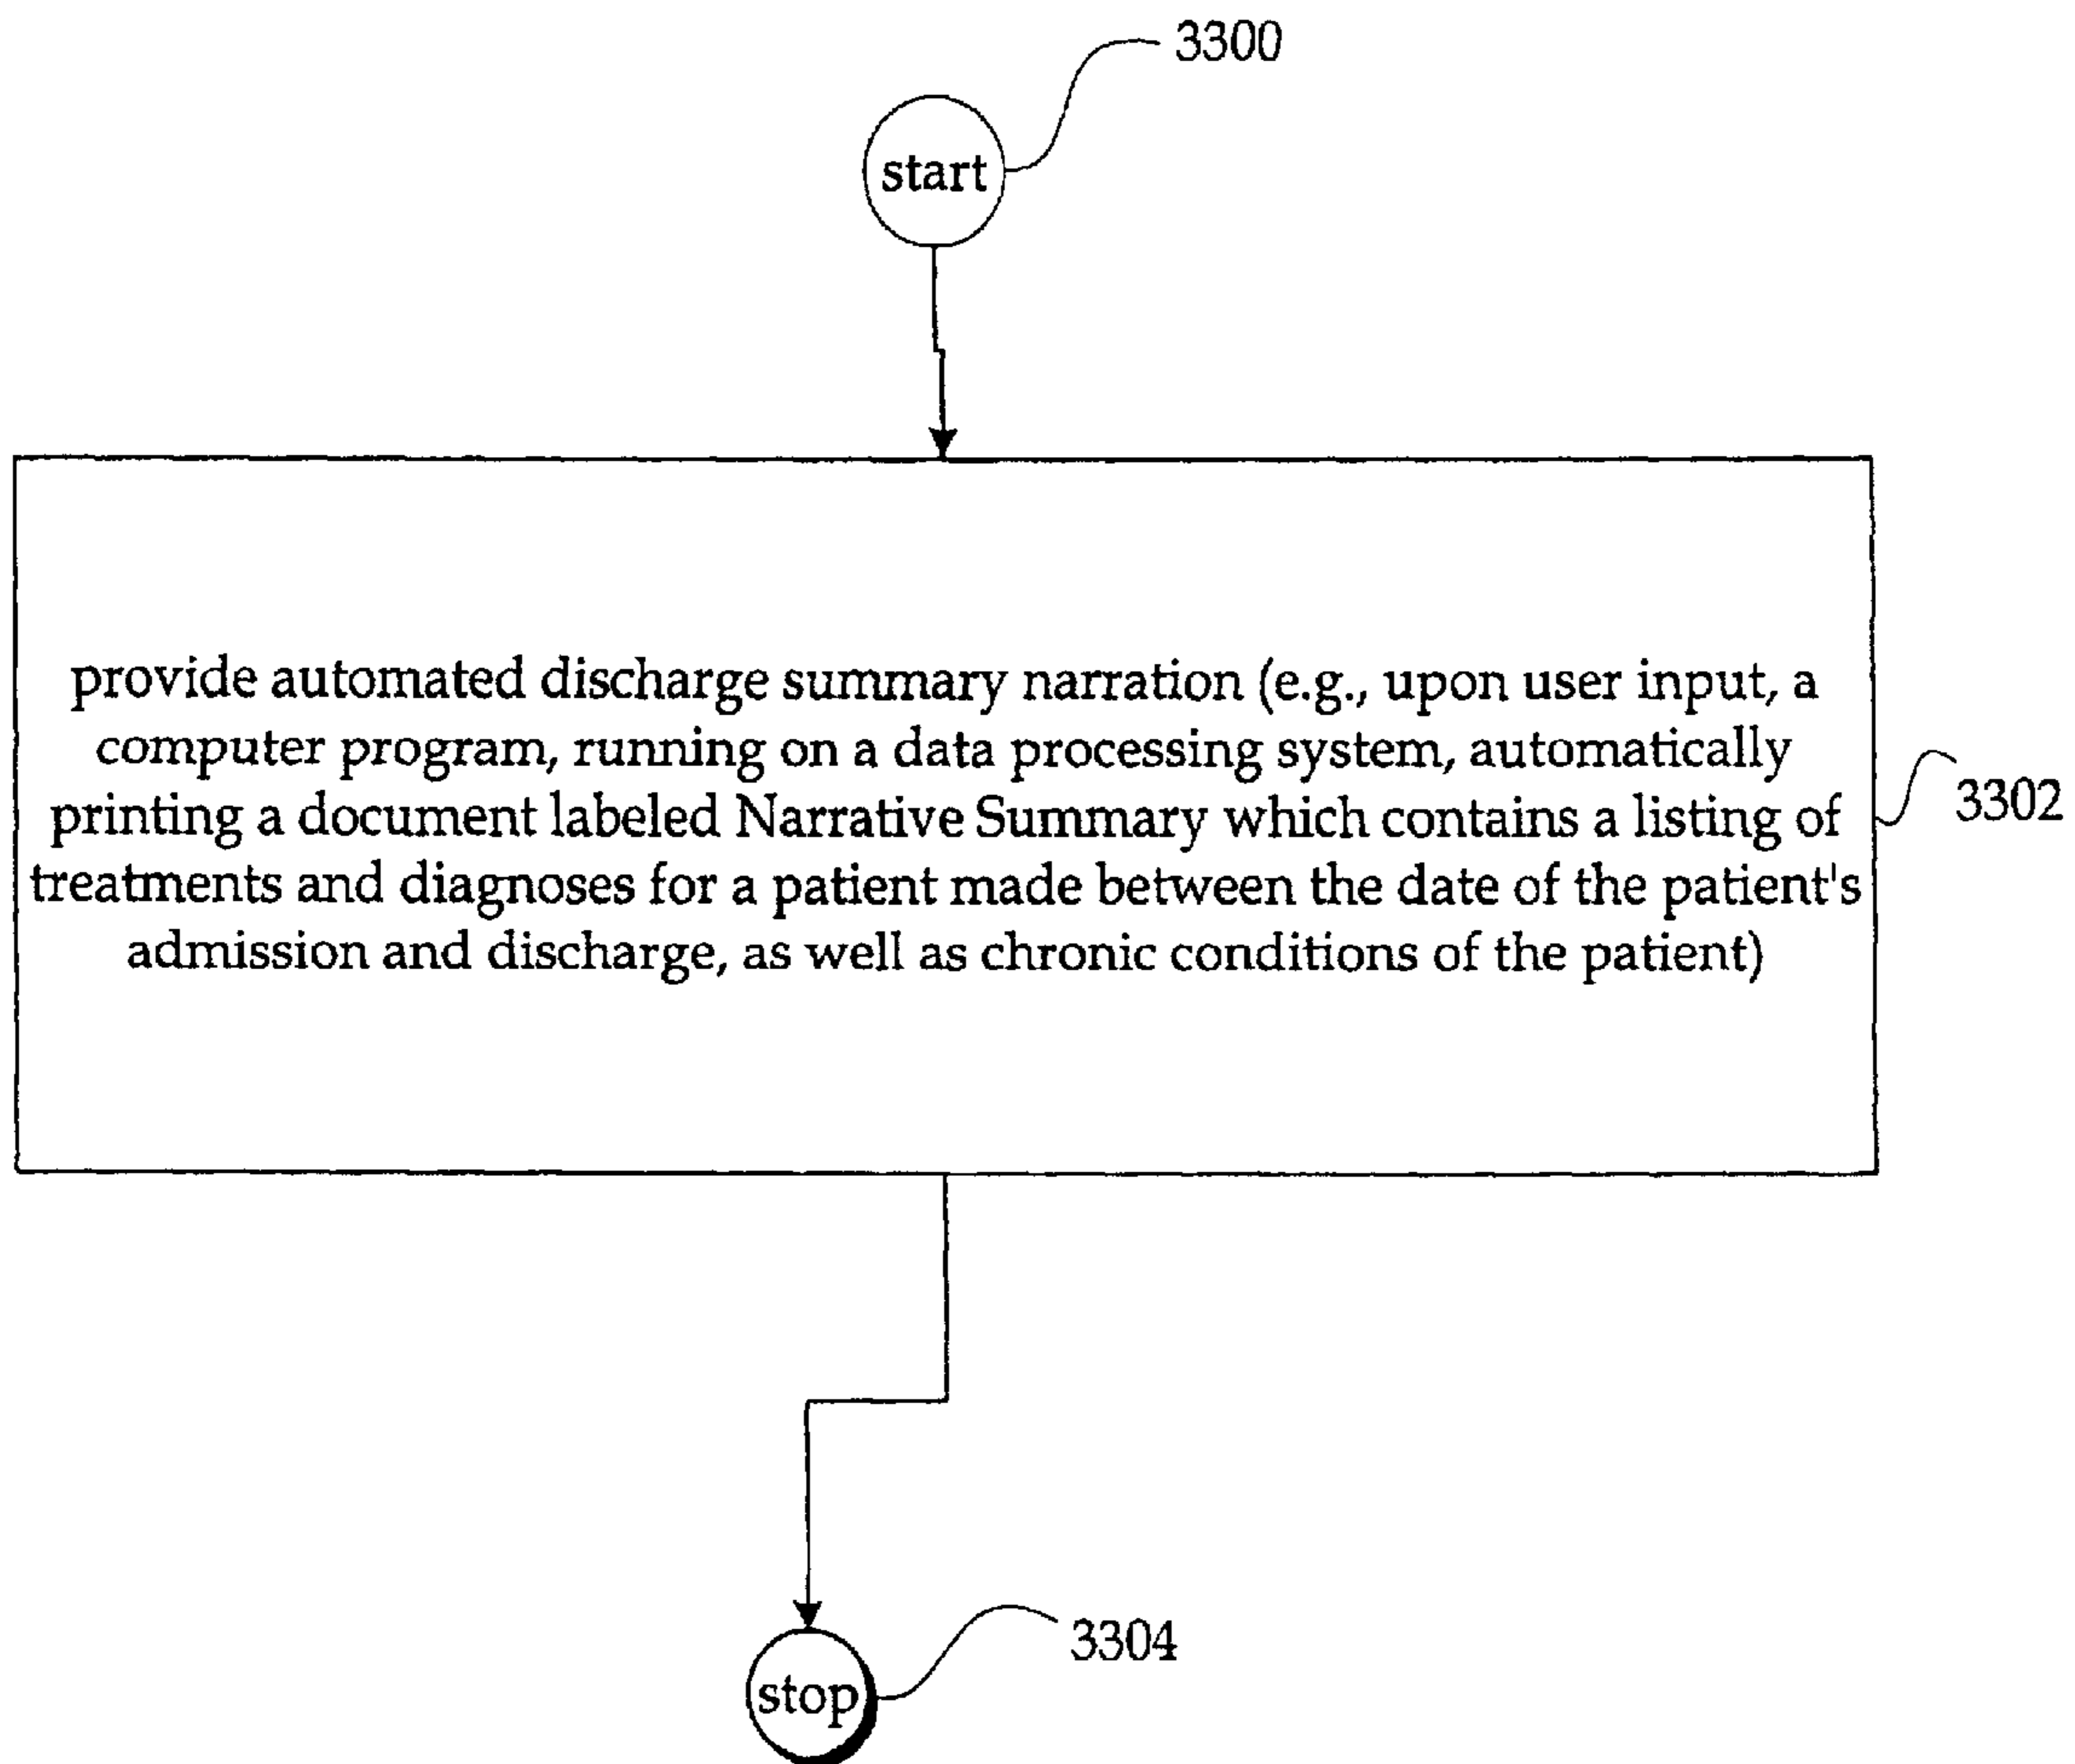 3300
start
provide automated discharge summary narration (e.g., upon user input, a
computer program, running on a data processing system, automatically
printing a document labeled Narrative Summary which contains a listing of
treatments and diagnoses for a patient made between the date of the patient's
admission and discharge, as well as chronic conditions of the patient)
3302
3304
stop